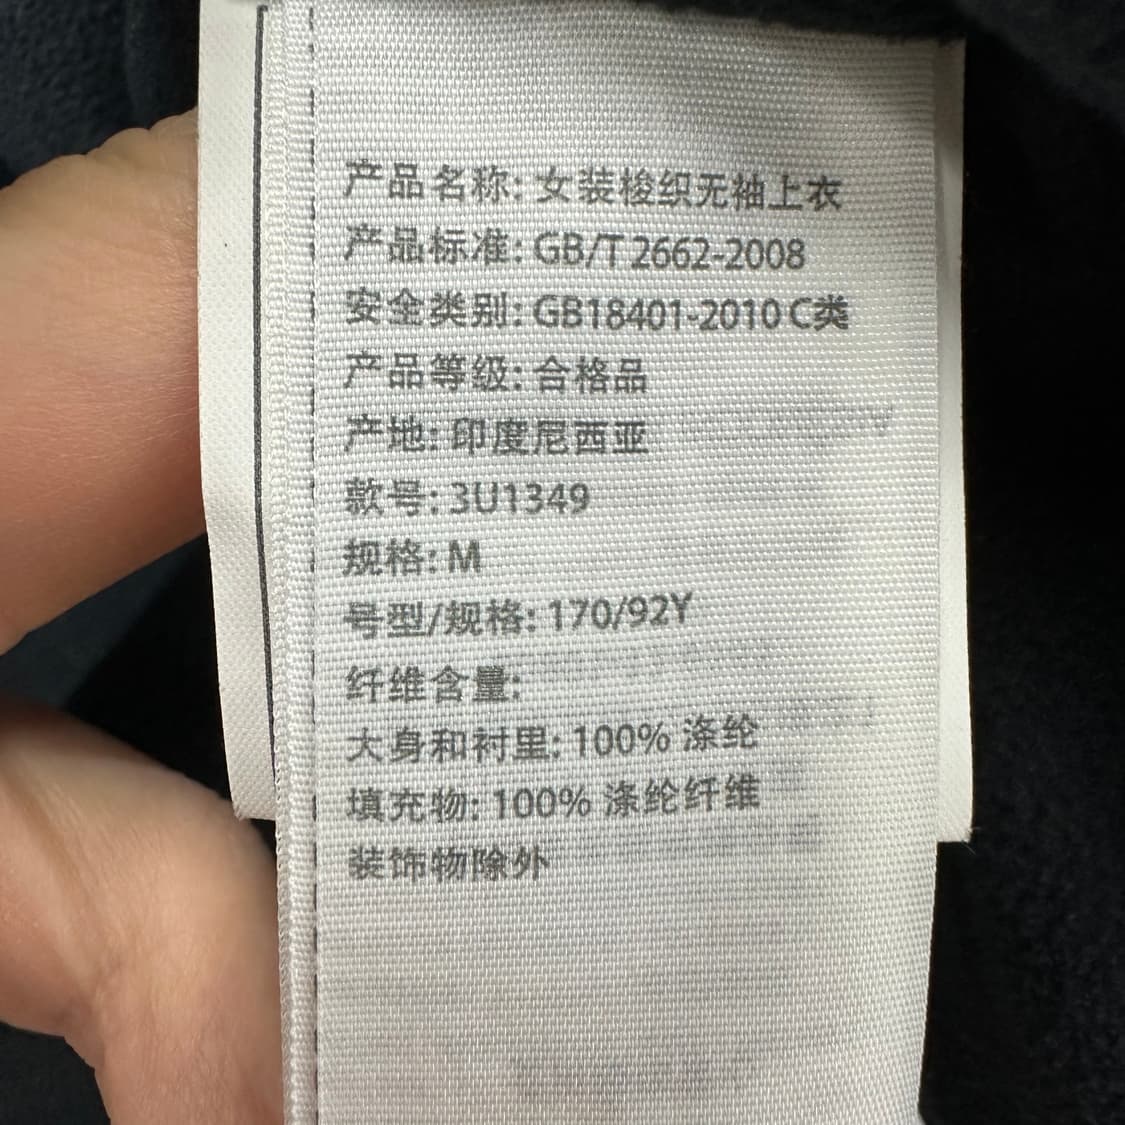 产品名称: 女装梭织无袖上衣
产品标准: GB/T 2662-2008
安全类别: GB18401-2010 C类
产品等级: 合格品
产地: 印度尼西亚
款号: 3U1349
规格: M
号型/规格: 170/92Y
纤维含量:
大身和衬里: 100% 涤纶
填充物: 100% 涤纶纤维
装饰物除外